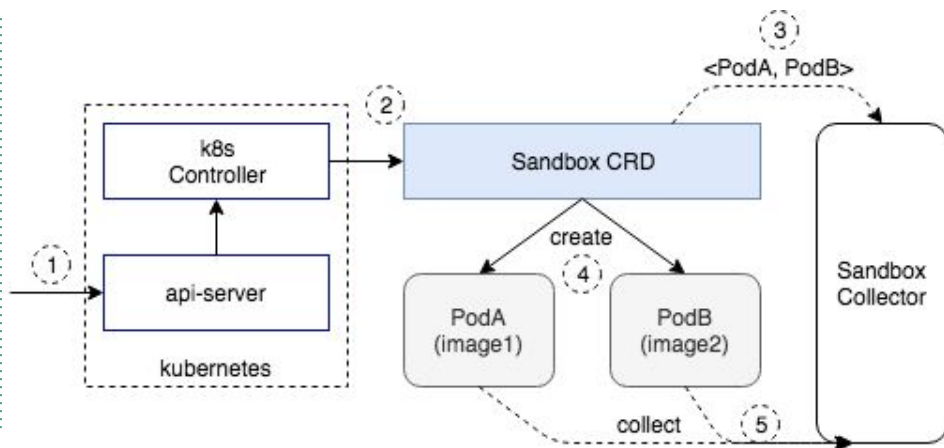 3
<PodA, PodB>
2
k8s
Controller
Sandbox CRD
1
api-server
create
4
Sandbox
Collector
PodA
(image1)
PodB
(image2)
kubernetes
collect
5